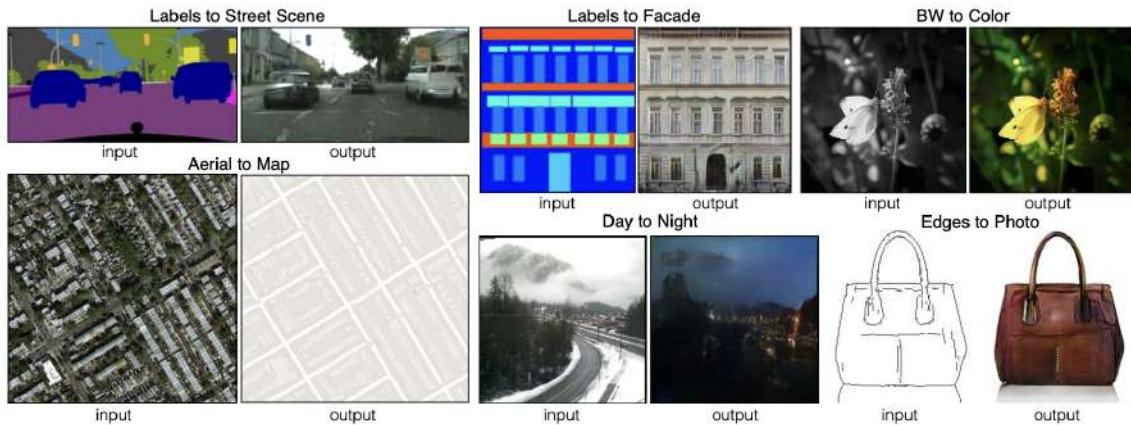 Labels to Street Scene
input
output
Aerial to Map
input
output
Labels to Facade
input
output
BW to Color
input
output
Day to Night
input
output
Edges to Photo
input
output